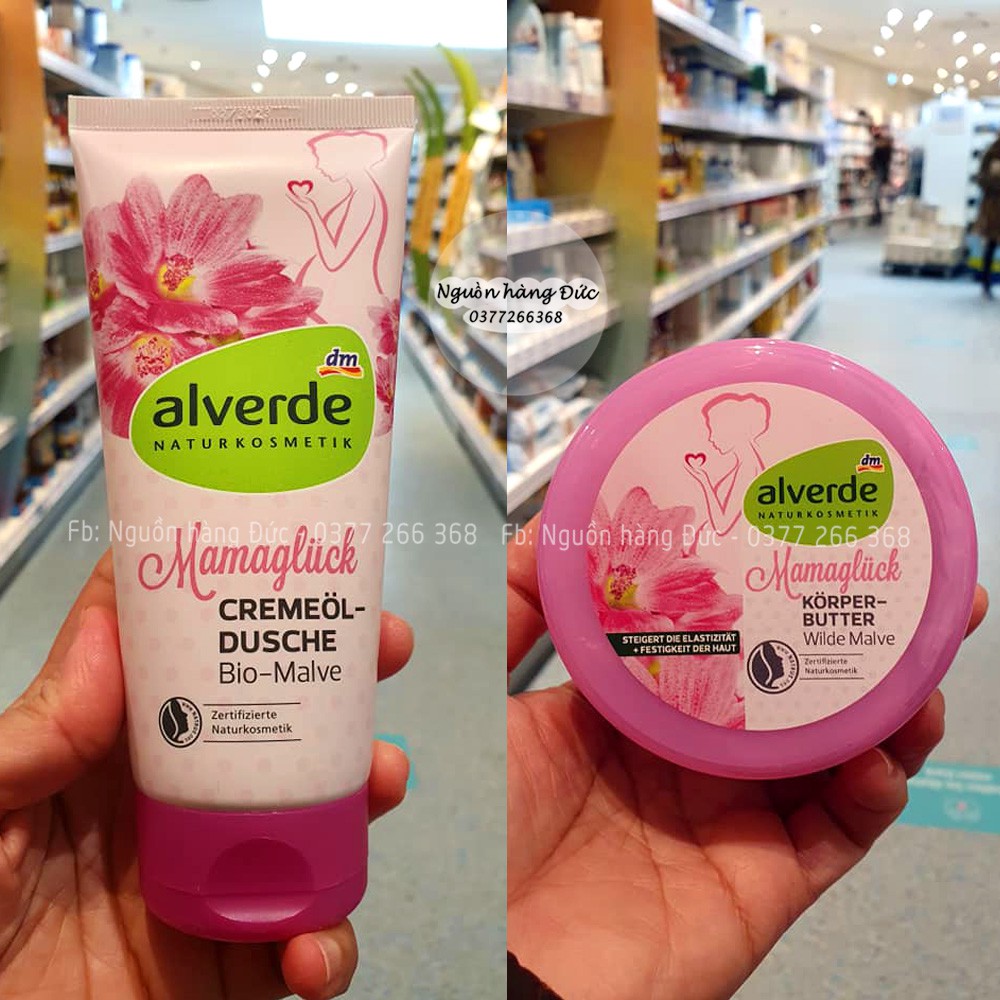 dm
alverde
NATURKOSMETIK
Mamaglück
CREMEÖL-
DUSCHE
Bio-Malve
Zertifizierte
Naturkosmetik
Nguồn hàng Đức
0377266368
Fb: Nguồn hàng Đức - 0377 266 368
Fb: Nguồn hàng Đức - 0377 266 368
dm
alverde
NATURKOSMETIK
Mamaglück
KÖRPER-
BUTTER
Wilde Malve
STEIGERT DIE ELASTIZITÄT
+ FESTIGKEIT DER HAUT
Zertifizierte
Naturkosmetik